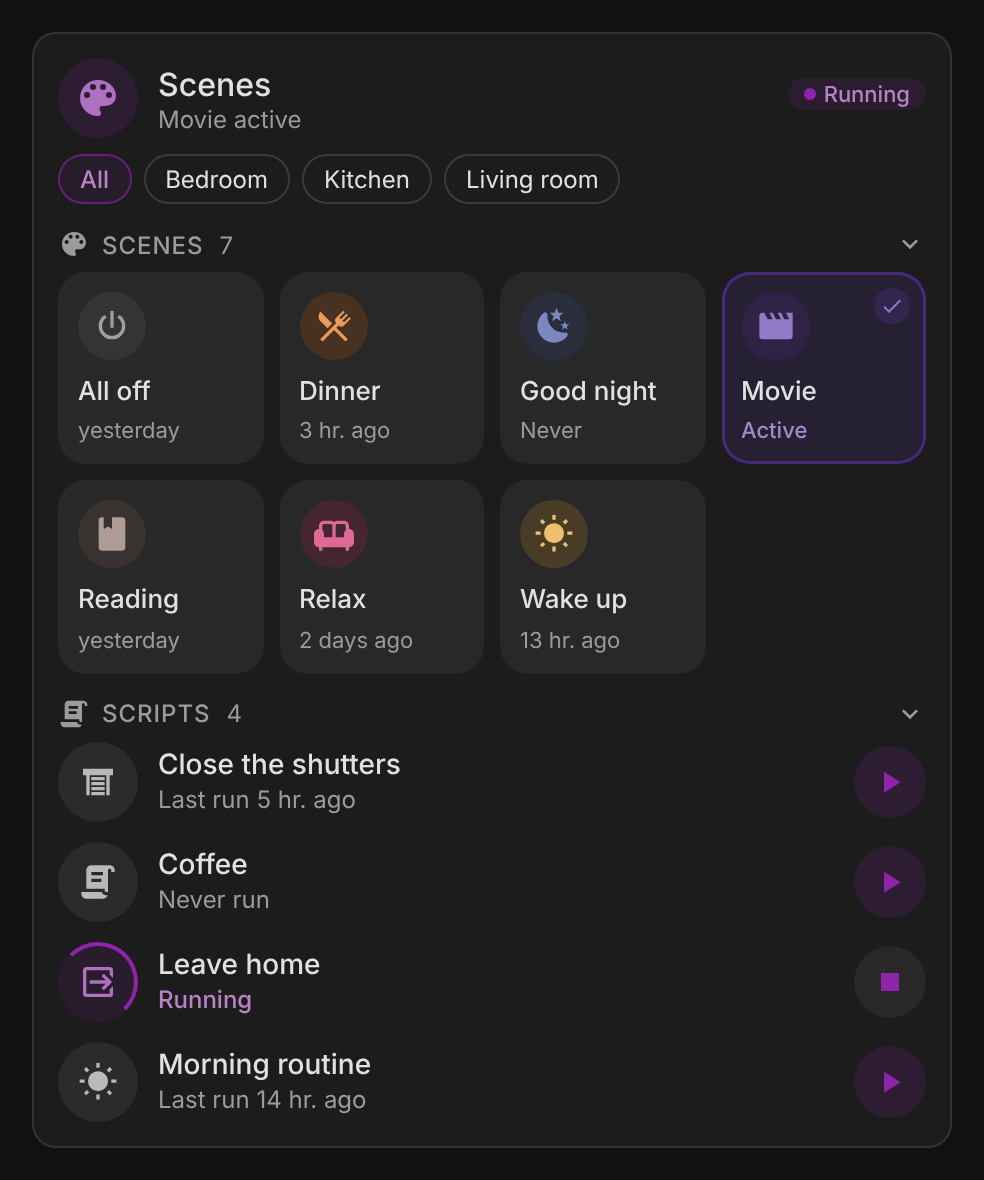 Scenes
Movie active
Running
All
Bedroom
Kitchen
Living room
SCENES 7
All off
yesterday
Dinner
3 hr. ago
Good night
Never
Movie
Active
Reading
yesterday
Relax
2 days ago
Wake up
13 hr. ago
SCRIPTS 4
Close the shutters
Last run 5 hr. ago
Coffee
Never run
Leave home
Running
Morning routine
Last run 14 hr. ago